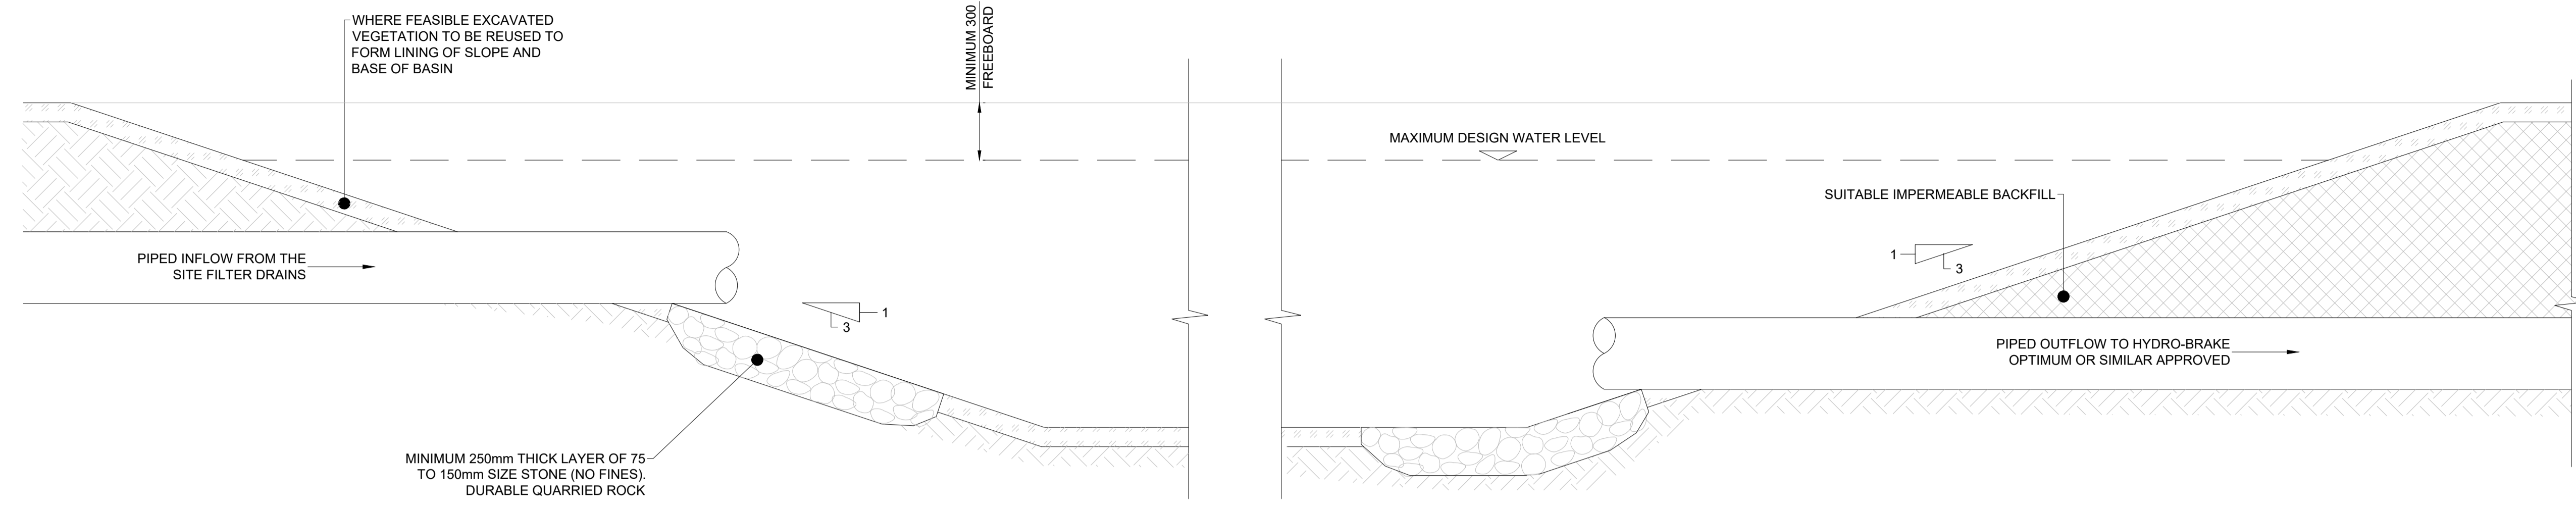 WHERE FEASIBLE EXCAVATED
VEGETATION TO BE REUSED TO
FORM LINING OF SLOPE AND
BASE OF BASIN
MINIMUM 300
FREEBOARD
MAXIMUM DESIGN WATER LEVEL
SUITABLE IMPERMEABLE BACKFILL
PIPED INFLOW FROM THE
SITE FILTER DRAINS
1
3
1
3
PIPED OUTFLOW TO HYDRO-BRAKE
OPTIMUM OR SIMILAR APPROVED
MINIMUM 250mm THICK LAYER OF 75
TO 150mm SIZE STONE (NO FINES).
DURABLE QUARRIED ROCK